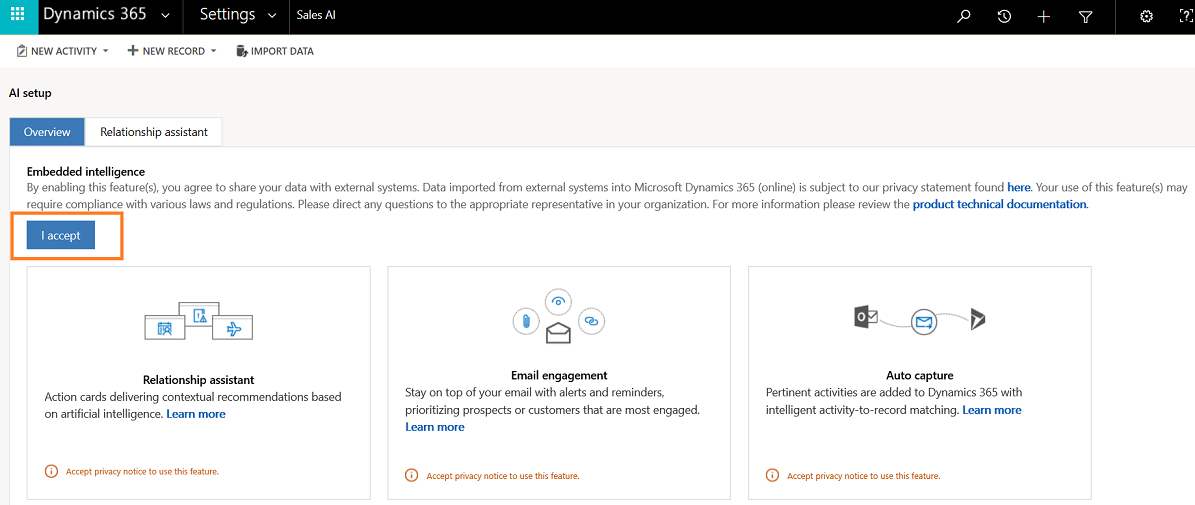 Dynamics 365 Settings Sales AI
NEW ACTIVITY NEW RECORD IMPORT DATA
AI setup
Overview Relationship assistant
Embedded intelligence
By enabling this feature(s), you agree to share your data with external systems. Data imported from external systems into Microsoft Dynamics 365 (online) is subject to our privacy statement found here. Your use of this feature(s) may
require compliance with various laws and regulations. Please direct any questions to the appropriate representative in your organization. For more information please review the product technical documentation.
I accept
Relationship assistant
Action cards delivering contextual recommendations based
on artificial intelligence. Learn more
Accept privacy notice to use this feature.
Email engagement
Stay on top of your email with alerts and reminders,
prioritizing prospects or customers that are most engaged.
Learn more
Accept privacy notice to use this feature.
Auto capture
Pertinent activities are added to Dynamics 365 with
intelligent activity-to-record matching. Learn more
Accept privacy notice to use this feature.